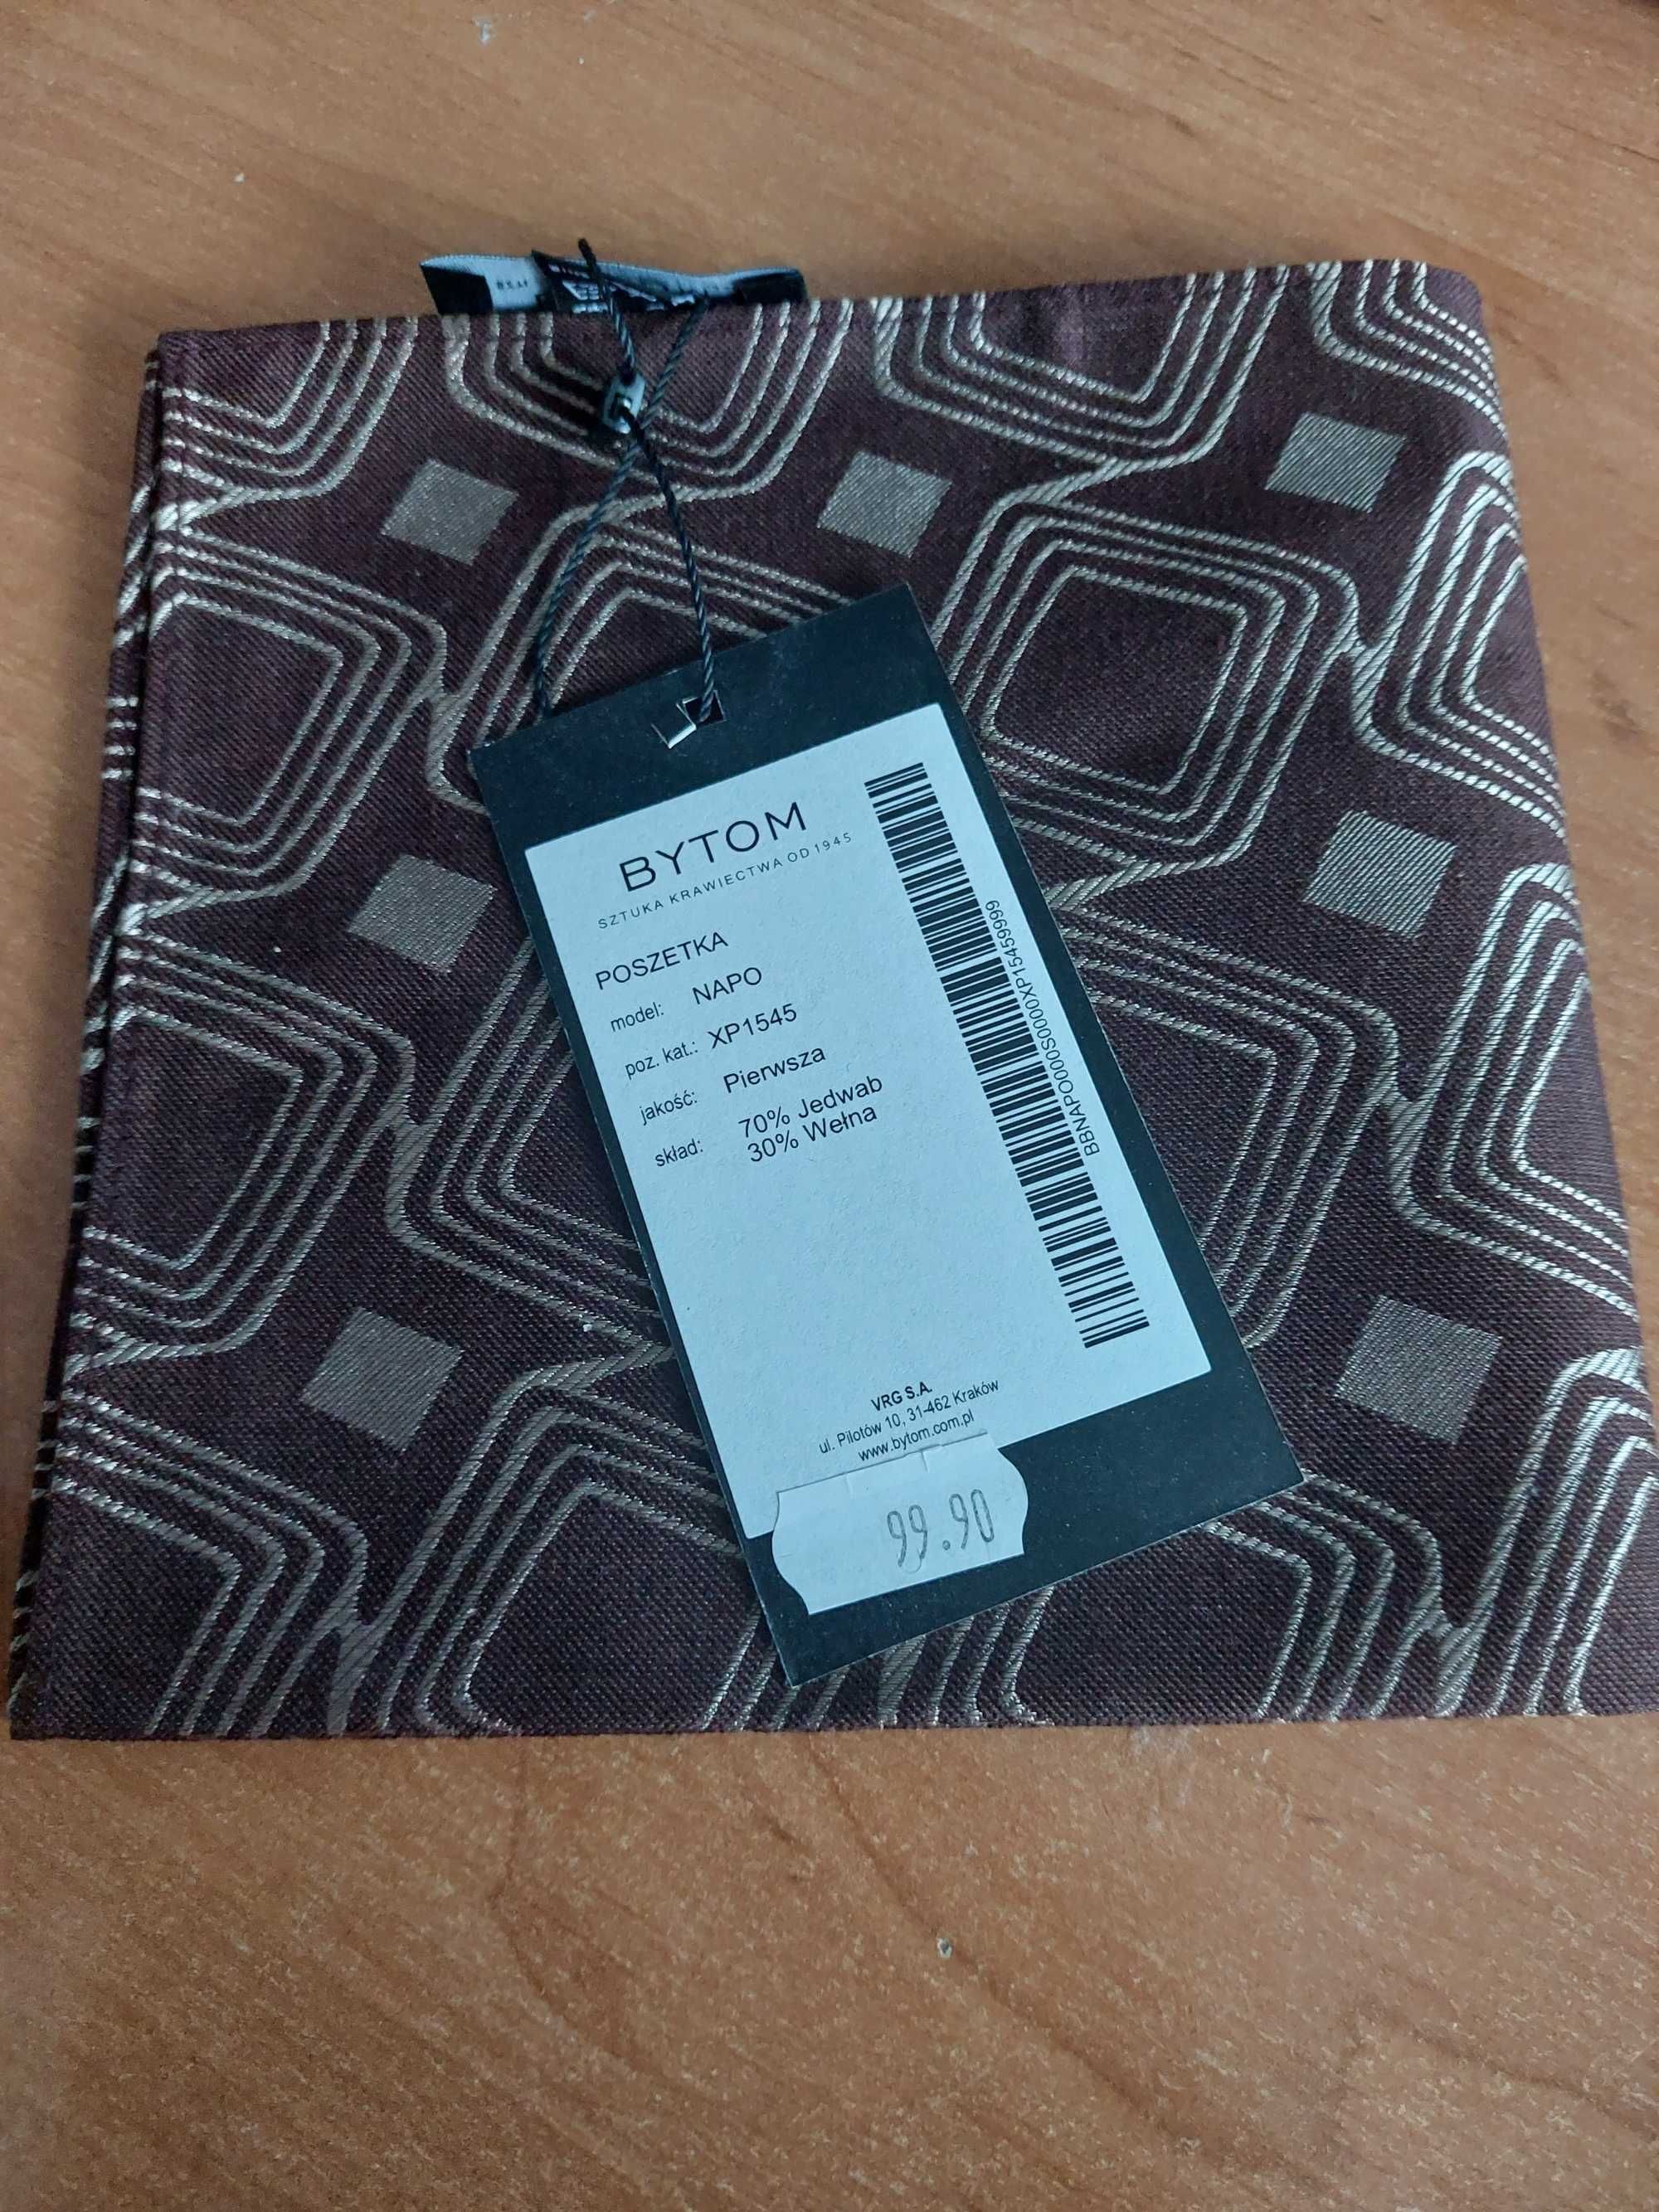 BYTOM
SZTUKA KRAWIECTWA OD 1945
POSZETKA
model: NAPO
poz. kat.: XP1545
jakość: Pierwsza
skład: 70% Jedwab
30% Wełna
BBNAPO000S00000XP15459999
VRG S.A.
ul. Pilotów 10, 31-462 Kraków
www.bytom.com.pl
99.90